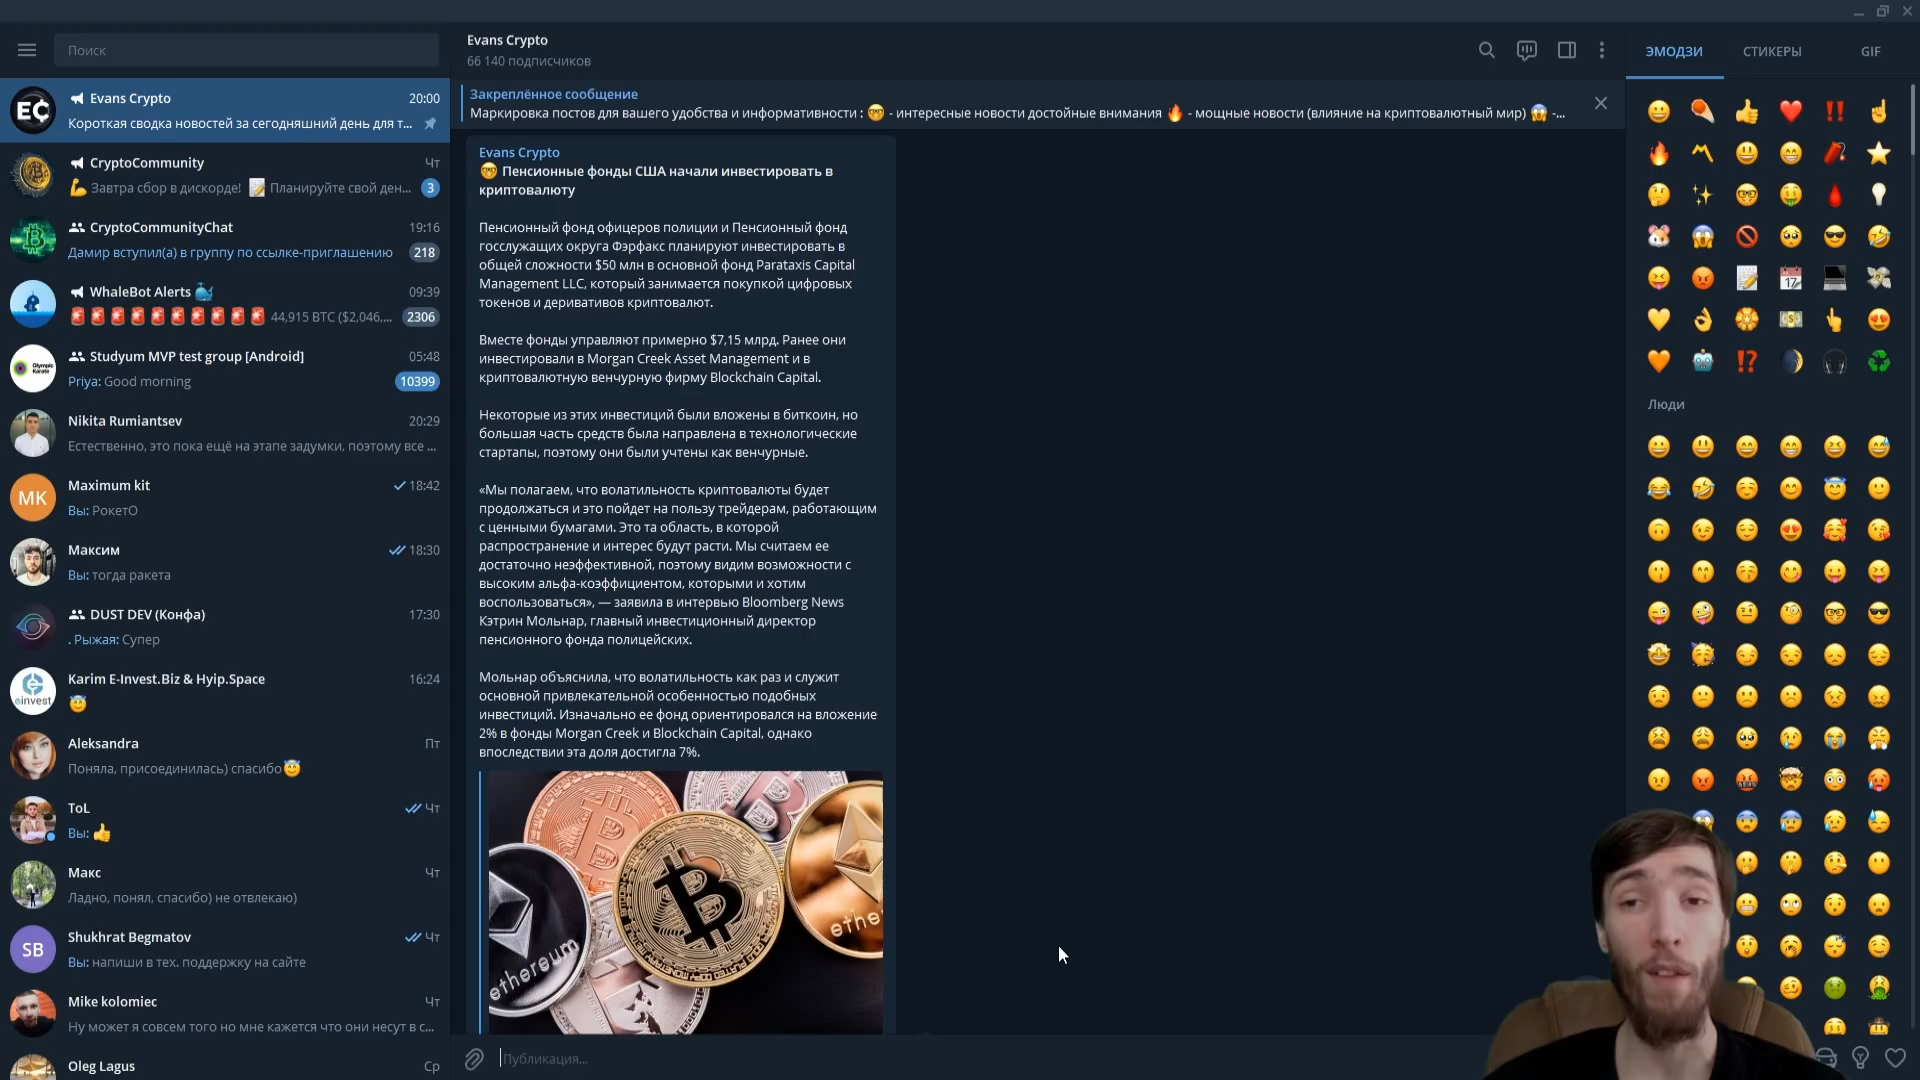 Поиск
Evans Crypto
20:00
Короткая сводка новостей за сегодняшний день для т...
CryptoCommunity
Чт
Завтра сбор в дискорде! Планируйте свой ден...
3
CryptoCommunityChat
19:16
Дамир вступил(а) в группу по ссылке-приглашению
218
WhaleBot Alerts
09:39
44,915 BTC ($2,046,...
2306
Studyum MVP test group [Android]
05:48
Priya: Good morning
10399
Nikita Rumiantsev
20:29
Естественно, это пока ещё на этапе задумки, поэтому все ...
MK
Maximum kit
18:42
Вы: РокетО
Максим
18:30
Вы: тогда ракета
DUST DEV (Конфа)
17:30
. Рыжая: Супер
einvest
Karim E-Invest.Biz & Hyip.Space
16:24
Aleksandra
Пт
Поняла, присоединилась) спасибо
ToL
Чт
Вы:
Макс
Чт
Ладно, понял, спасибо) не отвлекаю)
SB
Shukhrat Begmatov
Чт
Вы: напиши в тех. поддержку на сайте
Mike kolomiec
Чт
Ну может я совсем того но мне кажется что они несут в с...
Oleg Lagus
Ср
Evans Crypto
66 140 подписчиков
Закреплённое сообщение
Маркировка постов для вашего удобства и информативности : - интересные новости достойные внимания - мощные новости (влияние на криптовалютный мир) -...
Evans Crypto
Пенсионные фонды США начали инвестировать в
криптовалюту
Пенсионный фонд офицеров полиции и Пенсионный фонд
госслужащих округа Фэрфакс планируют инвестировать в
общей сложности $50 млн в основной фонд Parataxis Capital
Management LLC, который занимается покупкой цифровых
токенов и деривативов криптовалют.
Вместе фонды управляют примерно $7,15 млрд. Ранее они
инвестировали в Morgan Creek Asset Management и в
криптовалютную венчурную фирму Blockchain Capital.
Некоторые из этих инвестиций были вложены в биткоин, но
большая часть средств была направлена в технологические
стартапы, поэтому они были учтены как венчурные.
«Мы полагаем, что волатильность криптовалюты будет
продолжаться и это пойдет на пользу трейдерам, работающим
с ценными бумагами. Это та область, в которой
распространение и интерес будут расти. Мы считаем ее
достаточно неэффективной, поэтому видим возможности с
высоким альфа-коэффициентом, которыми и хотим
воспользоваться», — заявила в интервью Bloomberg News
Кэтрин Мольнар, главный инвестиционный директор
пенсионного фонда полицейских.
Мольнар объяснила, что волатильность как раз и служит
основной привлекательной особенностью подобных
инвестиций. Изначально ее фонд ориентировался на вложение
2% в фонды Morgan Creek и Blockchain Capital, однако
впоследствии эта доля достигла 7%.
ethereum
ethe
Публикация...
ЭМОДЗИ
СТИКЕРЫ
GIF
Люди